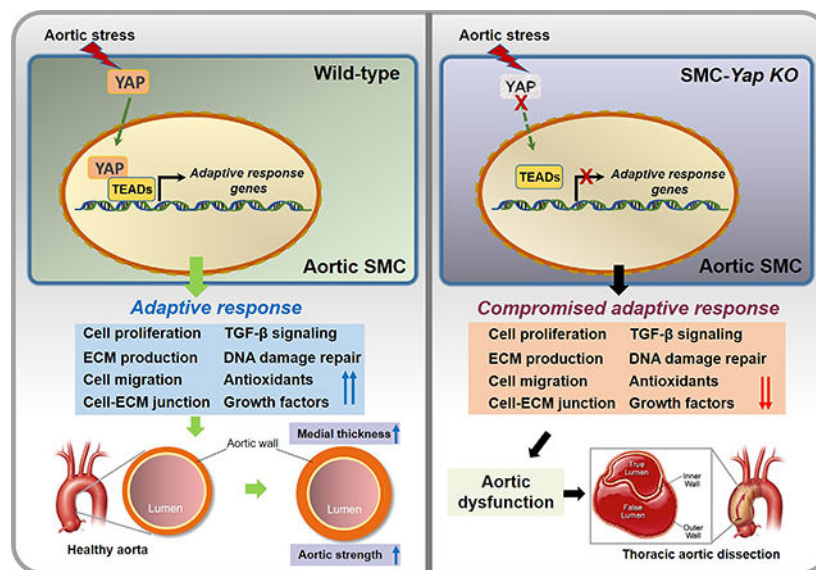 Aortic stress
Wild-type
YAP
YAP
TEADs
Adaptive response
genes
Aortic SMC
Adaptive response
Cell proliferation TGF-β signaling
ECM production DNA damage repair
Cell migration Antioxidants
Cell-ECM junction Growth factors
Medial thickness
Aortic wall
Lumen
Lumen
Healthy aorta
Aortic strength
Aortic stress
SMC-Yap KO
YAP
X
TEADs
X
Adaptive response
genes
Aortic SMC
Compromised adaptive response
Cell proliferation TGF-β signaling
ECM production DNA damage repair
Cell migration Antioxidants
Cell-ECM junction Growth factors
Aortic
dysfunction
True
Lumen
Inner
Wall
False
Lumen
Outer
Wall
Thoracic aortic dissection